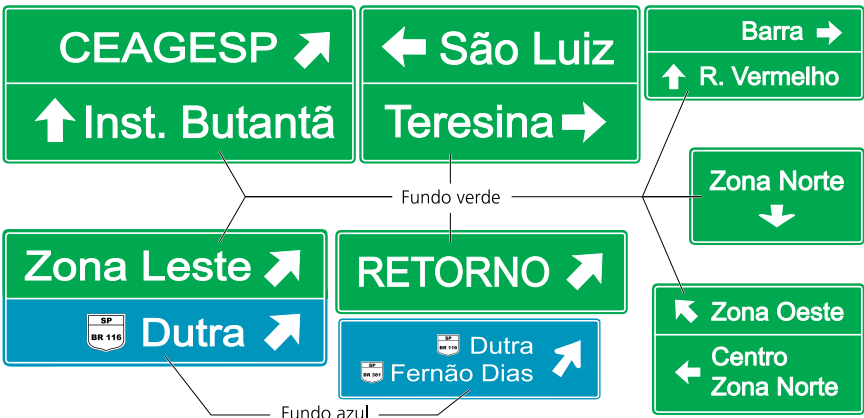 CEAGESP
Inst. Butantã
São Luiz
Teresina
Barra
R. Vermelho
Fundo verde
Zona Norte
Zona Leste
SP
BR 116
Dutra
RETORNO
SP
BR 116
Dutra
SP
BR 381
Fernão Dias
Zona Oeste
Centro
Zona Norte
Fundo azul